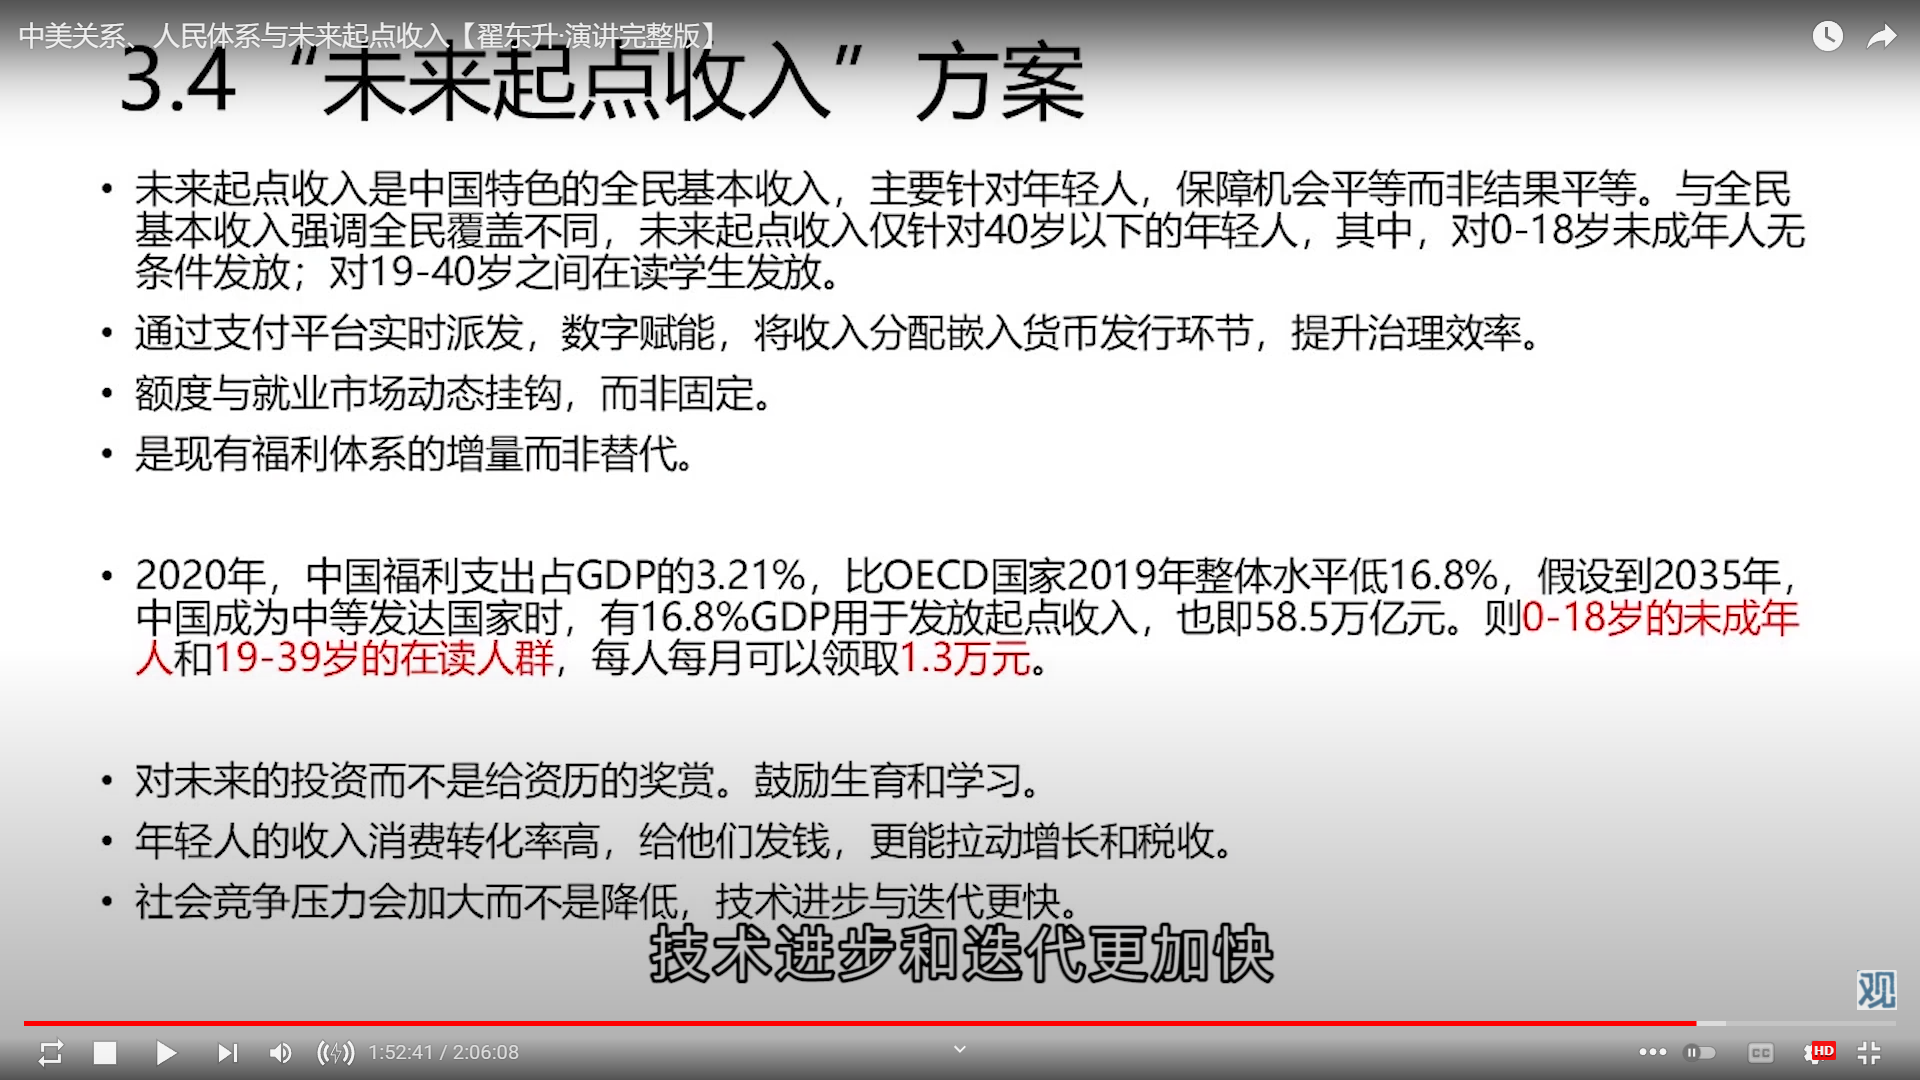 中美关系、人民体系与未来起点收入【翟东升·演讲完整版】
3.4 “未来起点收入” 方案
• 未来起点收入是中国特色的全民基本收入，主要针对年轻人，保障机会平等而非结果平等。与全民
基本收入强调全民覆盖不同，未来起点收入仅针对40岁以下的年轻人，其中，对0-18岁未成年人无
条件发放；对19-40岁之间在读学生发放。
• 通过支付平台实时派发，数字赋能，将收入分配嵌入货币发行环节，提升治理效率。
• 额度与就业市场动态挂钩，而非固定。
• 是现有福利体系的增量而非替代。
• 2020年，中国福利支出占GDP的3.21%，比OECD国家2019年整体水平低16.8%，假设到2035年，
中国成为中等发达国家时，有16.8%GDP用于发放起点收入，也即58.5万亿元。则0-18岁的未成年
人和19-39岁的在读人群，每人每月可以领取1.3万元。
• 对未来的投资而不是给资历的奖赏。鼓励生育和学习。
• 年轻人的收入消费转化率高，给他们发钱，更能拉动增长和税收。
• 社会竞争压力会加大而不是降低，技术进步与迭代更快。
技术进步和迭代更加快
观
1:52:41 / 2:06:08
CC
HD